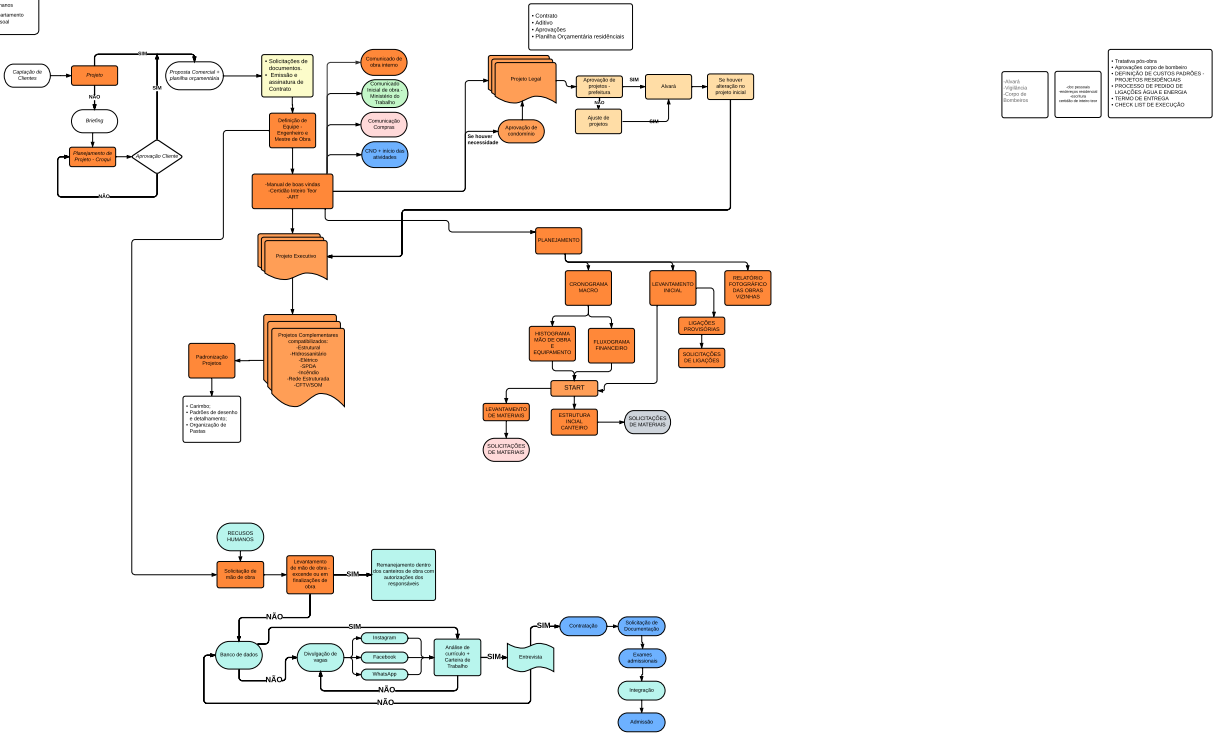 manos
artamento
soal
• Contrato
• Aditivo
• Aprovações
• Planilha Orçamentária residências
Captação de
Clientes
Projeto
SIM
NÃO
Briefing
Planejamento de
Projeto - Croqui
Aprovação Cliente
SIM
NÃO
Proposta Comercial +
planilha orçamentária
• Solicitações de
documentos.
• Emissão e
assinatura de
Contrato
Definição de
Equipe -
Engenheiro e
Mestre de Obra
Comunicado de
obra interno
Comunicado
Inicial de obra -
Ministério do
Trabalho
Comunicação
Compras
CNO + início das
atividades
-Manual de boas vindas
-Certidão Inteiro Teor
-ART
Se houver
necessidade
Projeto Legal
Aprovação de
condomínio
Aprovação de
projetos -
prefeitura
SIM
NÃO
Ajuste de
projetos
SIM
Alvará
Se houver
alteração no
projeto inicial
-Alvará
-Vigilância
-Corpo de
Bombeiros
• Tratativa pós-obra
• Aprovações corpo de bombeiro
• DEFINIÇÃO DE CUSTOS PADRÕES -
PROJETOS RESIDÊNCIAS
• PROCESSO DE PEDIDO DE
LIGAÇÕES ÁGUA E ENERGIA
• TERMO DE ENTREGA
• CHECK LIST DE EXECUÇÃO
Projeto Executivo
Projetos Complementares
compatibilizados:
-Estrutural
-Hidrossanitário
-Elétrico
-SPDA
-Incêndio
-Rede Estruturada
-CFTV/SOM
Padronização
Projetos
• Carimbo;
• Padrões de desenho
e detalhamento;
• Organização de
Pastas
PLANEJAMENTO
CRONOGRAMA
MACRO
LEVANTAMENTO
INICIAL
RELATÓRIO
FOTOGRÁFICO
DAS OBRAS
VIZINHAS
HISTOGRAMA
MÃO DE OBRA
E
EQUIPAMENTO
FLUXOGRAMA
FINANCEIRO
LIGAÇÕES
PROVISÓRIAS
SOLICITAÇÕES
DE LIGAÇÕES
START
LEVANTAMENTO
DE MATERIAIS
ESTRUTURA
INICIAL
CANTEIRO
SOLICITAÇÕES
DE MATERIAIS
SOLICITAÇÕES
DE MATERIAIS
RECUSOS
HUMANOS
Solicitação de
mão de obra
Levantamento
de mão de obra -
excende ou em
finalizações de
obra
SIM
Remanejamento dentro
dos canteiros de obra com
autorizações dos
responsáveis
NÃO
Banco de dados
SIM
NÃO
Divulgação de
vagas
Instagram
Facebook
WhatsApp
Análise de
currículo +
Carteira de
Trabalho
NÃO
NÃO
SIM
Entrevista
SIM
Contratação
Solicitação de
Documentação
Exames
admissionais
Integração
Admissão